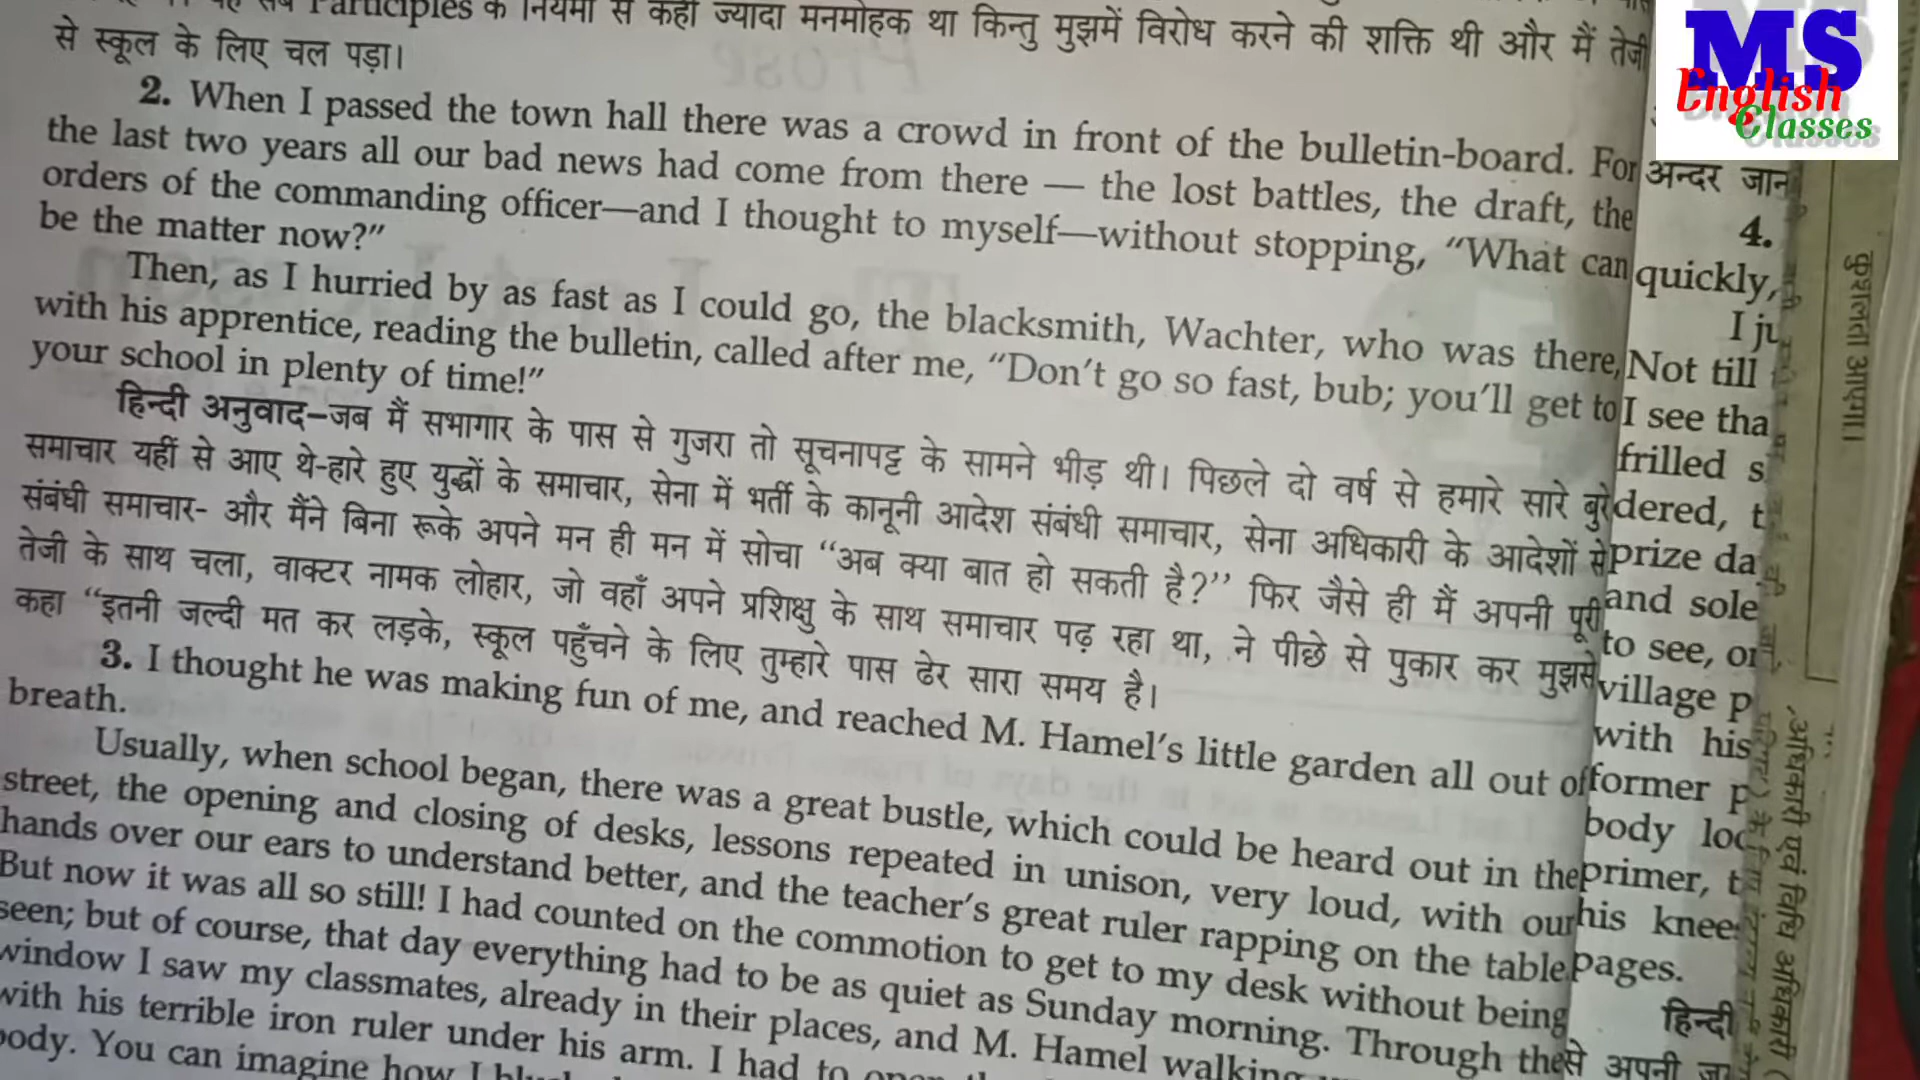 Participles के नियमों से कहीं ज्यादा मनमोहक था किन्तु मुझमें विरोध करने की शक्ति थी और मैं तेजी
से स्कूल के लिए चल पड़ा।
2. When I passed the town hall there was a crowd in front of the bulletin-board. For
the last two years all our bad news had come from there — the lost battles, the draft, the
orders of the commanding officer—and I thought to myself—without stopping, “What can
be the matter now?”
Then, as I hurried by as fast as I could go, the blacksmith, Wachter, who was there,
with his apprentice, reading the bulletin, called after me, “Don’t go so fast, bub; you’ll get to
your school in plenty of time!”
हिन्दी अनुवाद–जब मैं सभागार के पास से गुजरा तो सूचनापट्ट के सामने भीड़ थी। पिछले दो वर्ष से हमारे सारे बुरे
समाचार यहीं से आए थे-हारे हुए युद्धों के समाचार, सेना में भर्ती के कानूनी आदेश संबंधी समाचार, सेना अधिकारी के आदेशों से
संबंधी समाचार- और मैंने बिना रूके अपने मन ही मन में सोचा “अब क्या बात हो सकती है?” फिर जैसे ही मैं अपनी पूरी
तेजी के साथ चला, वाक्टर नामक लोहार, जो वहाँ अपने प्रशिक्षु के साथ समाचार पढ़ रहा था, ने पीछे से पुकार कर मुझसे
कहा “इतनी जल्दी मत कर लड़के, स्कूल पहुँचने के लिए तुम्हारे पास ढेर सारा समय है।
3. I thought he was making fun of me, and reached M. Hamel’s little garden all out of
breath.
Usually, when school began, there was a great bustle, which could be heard out in the
street, the opening and closing of desks, lessons repeated in unison, very loud, with our
hands over our ears to understand better, and the teacher’s great ruler rapping on the table.
But now it was all so still! I had counted on the commotion to get to my desk without being
seen; but of course, that day everything had to be as quiet as Sunday morning. Through the
window I saw my classmates, already in their places, and M. Hamel walking
with his terrible iron ruler under his arm. I had to open
body. You can imagine how I
MS
English
Classes
अन्दर जान
4.
quickly,
I ju
Not till
I see tha
frilled s
dered, t
prize da
and sole
to see, or
village p
with his
former p
body loo
primer, t
his knee
pages.
हिन्दी
से अपनी
कुशलता आएगी।
अधिकारी एवं विधि अधिकारी